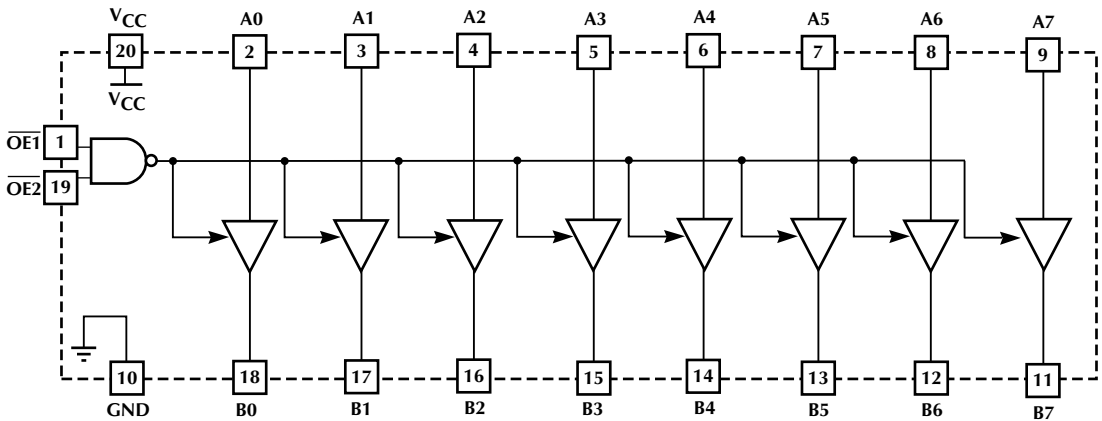 VCC A0 A1 A2 A3 A4 A5 A6 A7
20 2 3 4 5 6 7 8 9
VCC
OE1 1
OE2 19
10 18 17 16 15 14 13 12 11
GND B0 B1 B2 B3 B4 B5 B6 B7